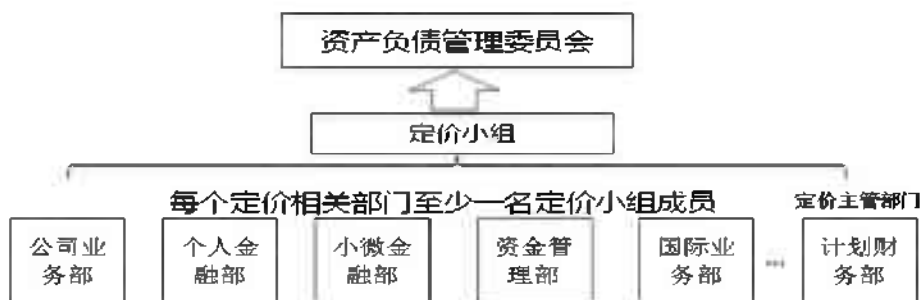 资产负债管理委员会
定价小组
每个定价相关部门至少一名定价小组成员
定价主管部门
公司业
务部
个人金
融部
小微金
融部
资金管
理部
国际业
务部
...
计划财
务部